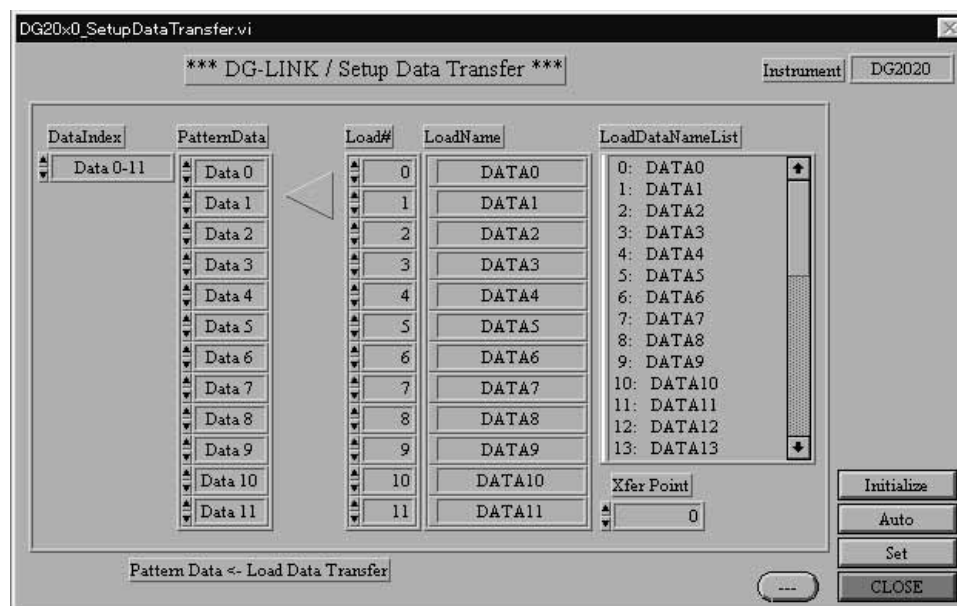 DG20x0_SetupDataTransfer.vi
*** DG-LINK / Setup Data Transfer ***
Instrument DG2020
DataIndex PatternData Load# LoadName LoadDataNameList
Data 0-11 Data 0 0 DATA0 0: DATA0
Data 1 1 DATA1 1: DATA1
Data 2 2 DATA2 2: DATA2
Data 3 3 DATA3 3: DATA3
Data 4 4 DATA4 4: DATA4
Data 5 5 DATA5 5: DATA5
Data 6 6 DATA6 6: DATA6
Data 7 7 DATA7 7: DATA7
Data 8 8 DATA8 8: DATA8
Data 9 9 DATA9 9: DATA9
Data 10 10 DATA10 10: DATA10
Data 11 11 DATA11 11: DATA11
12: DATA12
13: DATA13
Xfer Point
0
Initialize
Auto
Set
CLOSE
Pattern Data <- Load Data Transfer
---